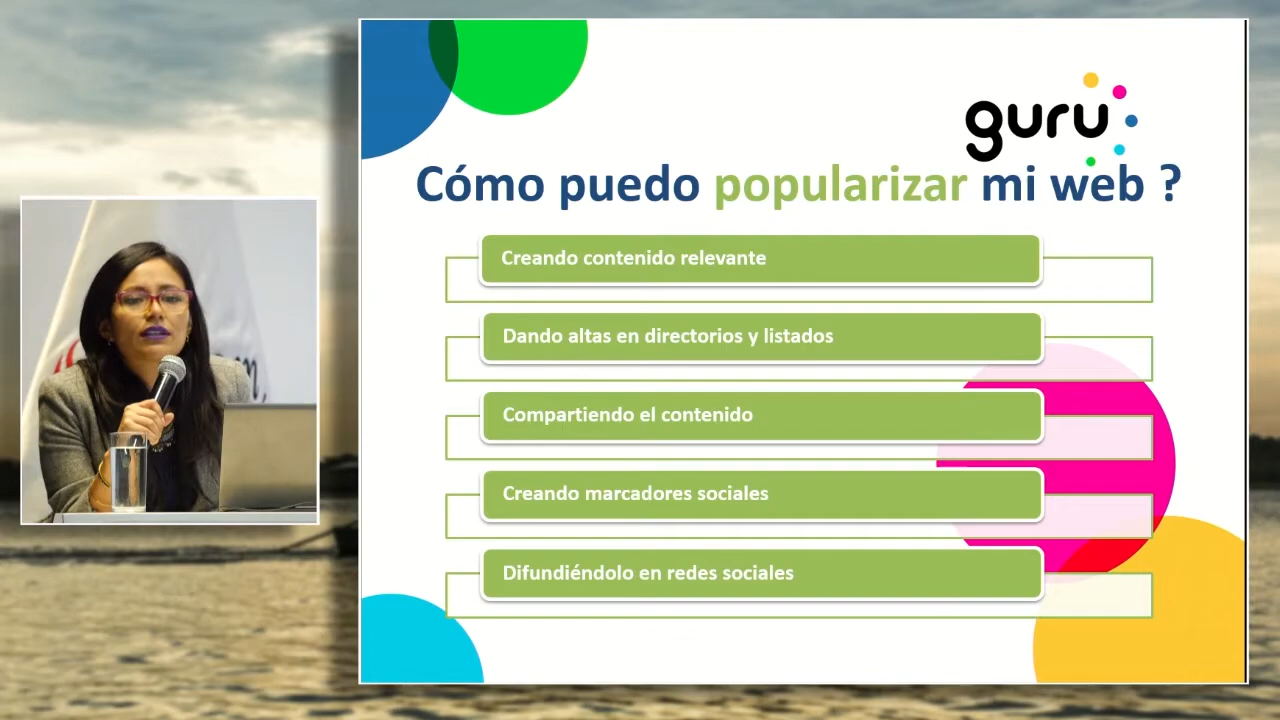 guru
Cómo puedo popularizar mi web ?
Creando contenido relevante
Dando altas en directorios y listados
Compartiendo el contenido
Creando marcadores sociales
Difundiéndolo en redes sociales